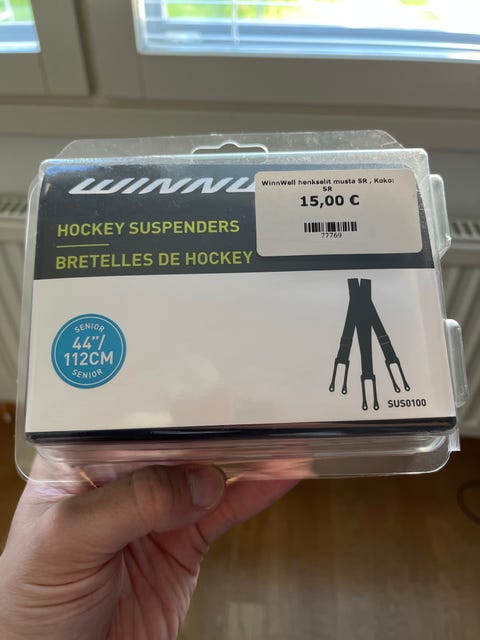 WINNW
WinnWell henkselit musta SR , Koko:
SR
15,00 €
77769
HOCKEY SUSPENDERS
BRETELLES DE HOCKEY
SENIOR
44"/
112CM
SENIOR
SUS0100